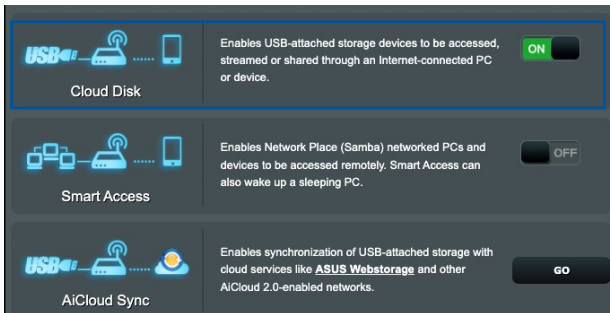 USB
Cloud Disk
Enables USB-attached storage devices to be accessed,
streamed or shared through an Internet-connected PC
or device.
ON
Smart Access
Enables Network Place (Samba) networked PCs and
devices to be accessed remotely. Smart Access can
also wake up a sleeping PC.
OFF
USB
AiCloud Sync
Enables synchronization of USB-attached storage with
cloud services like ASUS Webstorage and other
AiCloud 2.0-enabled networks.
GO